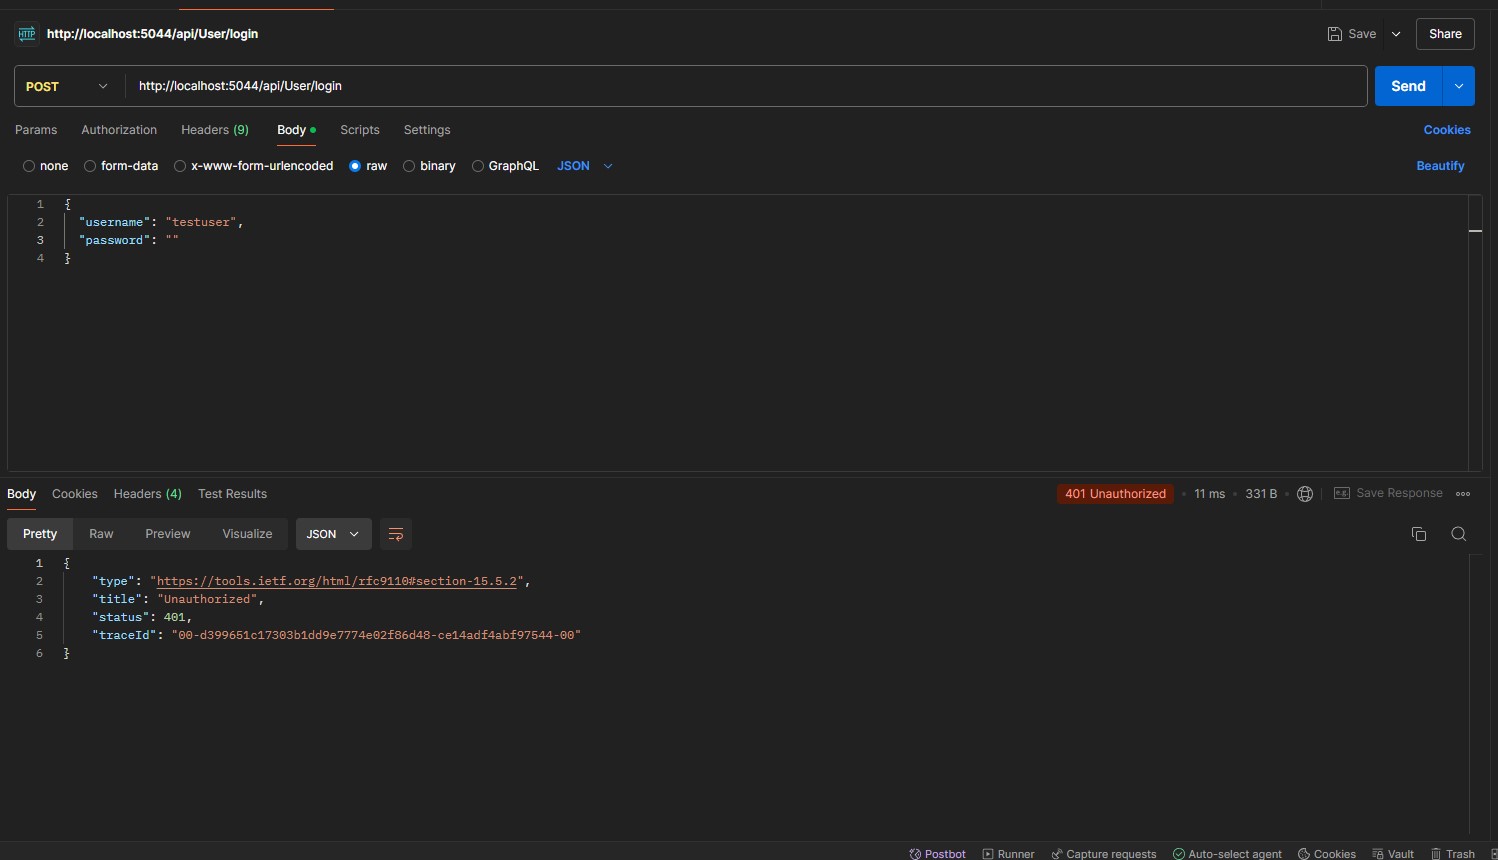 HTTP http://localhost:5044/api/User/login Save Share
POST http://localhost:5044/api/User/login Send
Params Authorization Headers (9) Body Scripts Settings Cookies
none form-data x-www-form-urlencoded raw binary GraphQL JSON Beautify
1 {
2 "username": "testuser",
3 "password": ""
4 }
Body Cookies Headers (4) Test Results 401 Unauthorized 11 ms 331 B e.g. Save Response
Pretty Raw Preview Visualize JSON
1 {
2 "type": "https://tools.ietf.org/html/rfc9110#section-15.5.2",
3 "title": "Unauthorized",
4 "status": 401,
5 "traceId": "00-d399651c17303b1dd9e7774e02f86d48-ce14adf4abf97544-00"
6 }
Postbot Runner Capture requests Auto-select agent Cookies Vault Trash